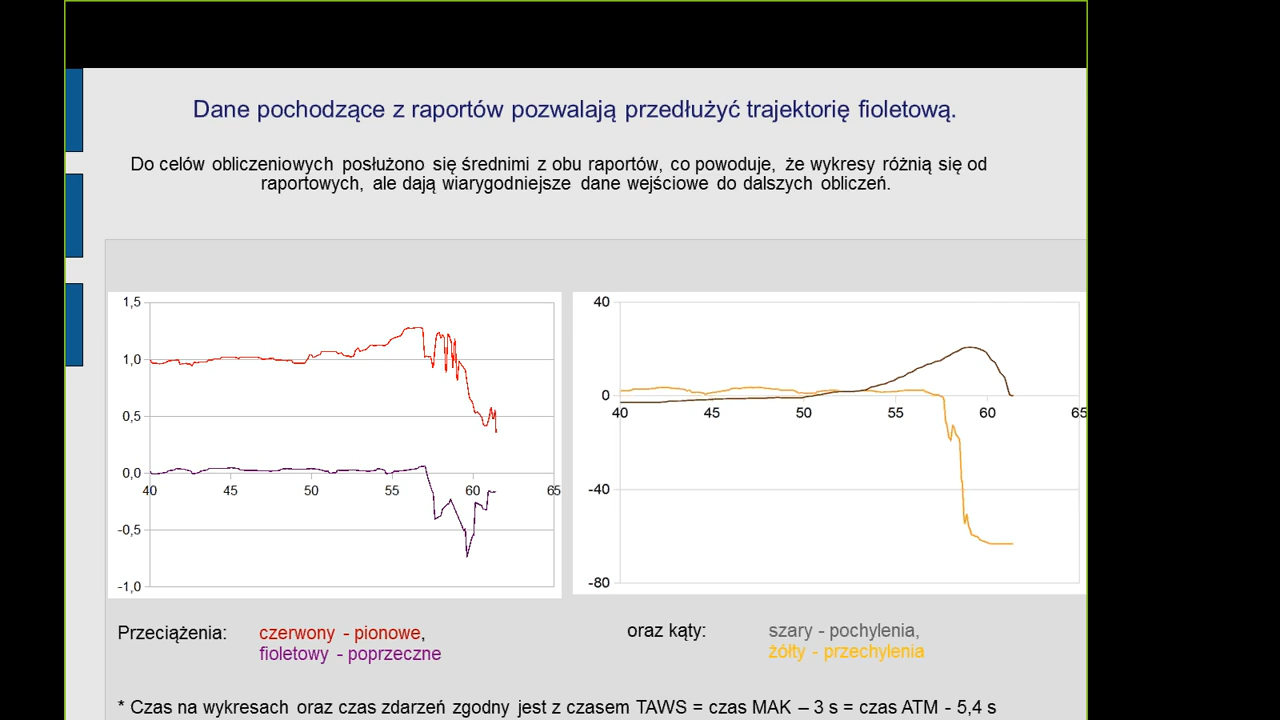 Dane pochodzące z raportów pozwalają przedłużyć trajektorię fioletową.
Do celów obliczeniowych posłużono się średnimi z obu raportów, co powoduje, że wykresy różnią się od
raportowych, ale dają wiarygodniejsze dane wejściowe do dalszych obliczeń.
1,5
1,0
0,5
0,0
-0,5
-1,0
40 45 50 55 60 65
40
0
-40
-80
40 45 50 55 60 65
Przeciążenia: czerwony - pionowe,
fioletowy - poprzeczne
oraz kąty: szary - pochylenia,
żółty - przechylenia
* Czas na wykresach oraz czas zdarzeń zgodny jest z czasem TAWS = czas MAK – 3 s = czas ATM - 5,4 s